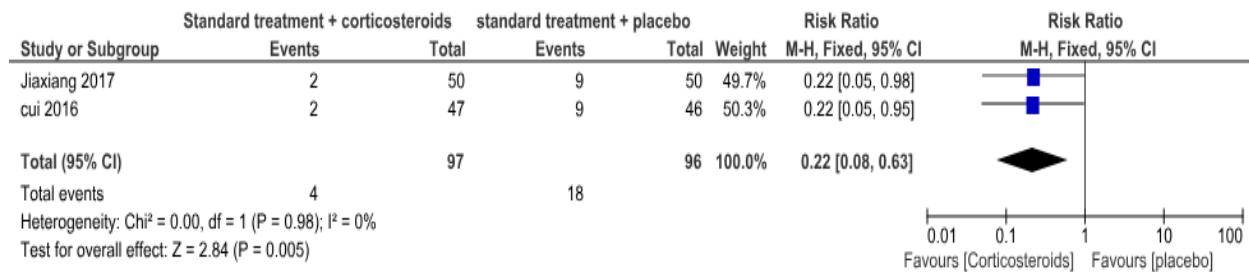 Standard treatment + corticosteroids standard treatment + placebo Risk Ratio Risk Ratio
Study or Subgroup Events Total Events Total Weight M-H, Fixed, 95% CI M-H, Fixed, 95% CI
Jiaxiang 2017 2 50 9 50 49.7% 0.22 [0.05, 0.98]
cui 2016 2 47 9 46 50.3% 0.22 [0.05, 0.95]
Total (95% CI) 97 96 100.0% 0.22 [0.08, 0.63]
Total events 4 18
Heterogeneity: Chi² = 0.00, df = 1 (P = 0.98); I² = 0%
Test for overall effect: Z = 2.84 (P = 0.005)
0.01 0.1 1 10 100
Favours [Corticosteroids] Favours [placebo]